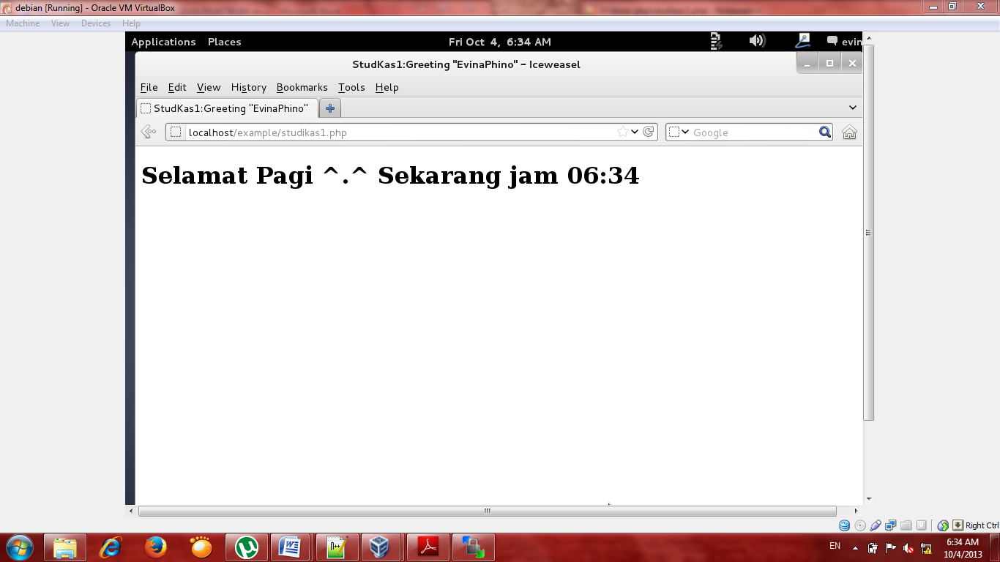 debian [Running] - Oracle VM VirtualBox
Machine View Devices Help
Applications Places Fri Oct 4, 6:34 AM evin
StudKas1:Greeting "EvinaPhino" - Iceweasel
File Edit View History Bookmarks Tools Help
StudKas1:Greeting "EvinaPhino"
localhost/example/studikas1.php Google
Selamat Pagi ^.^ Sekarang jam 06:34
Right Ctrl
EN 6:34 AM
10/4/2013